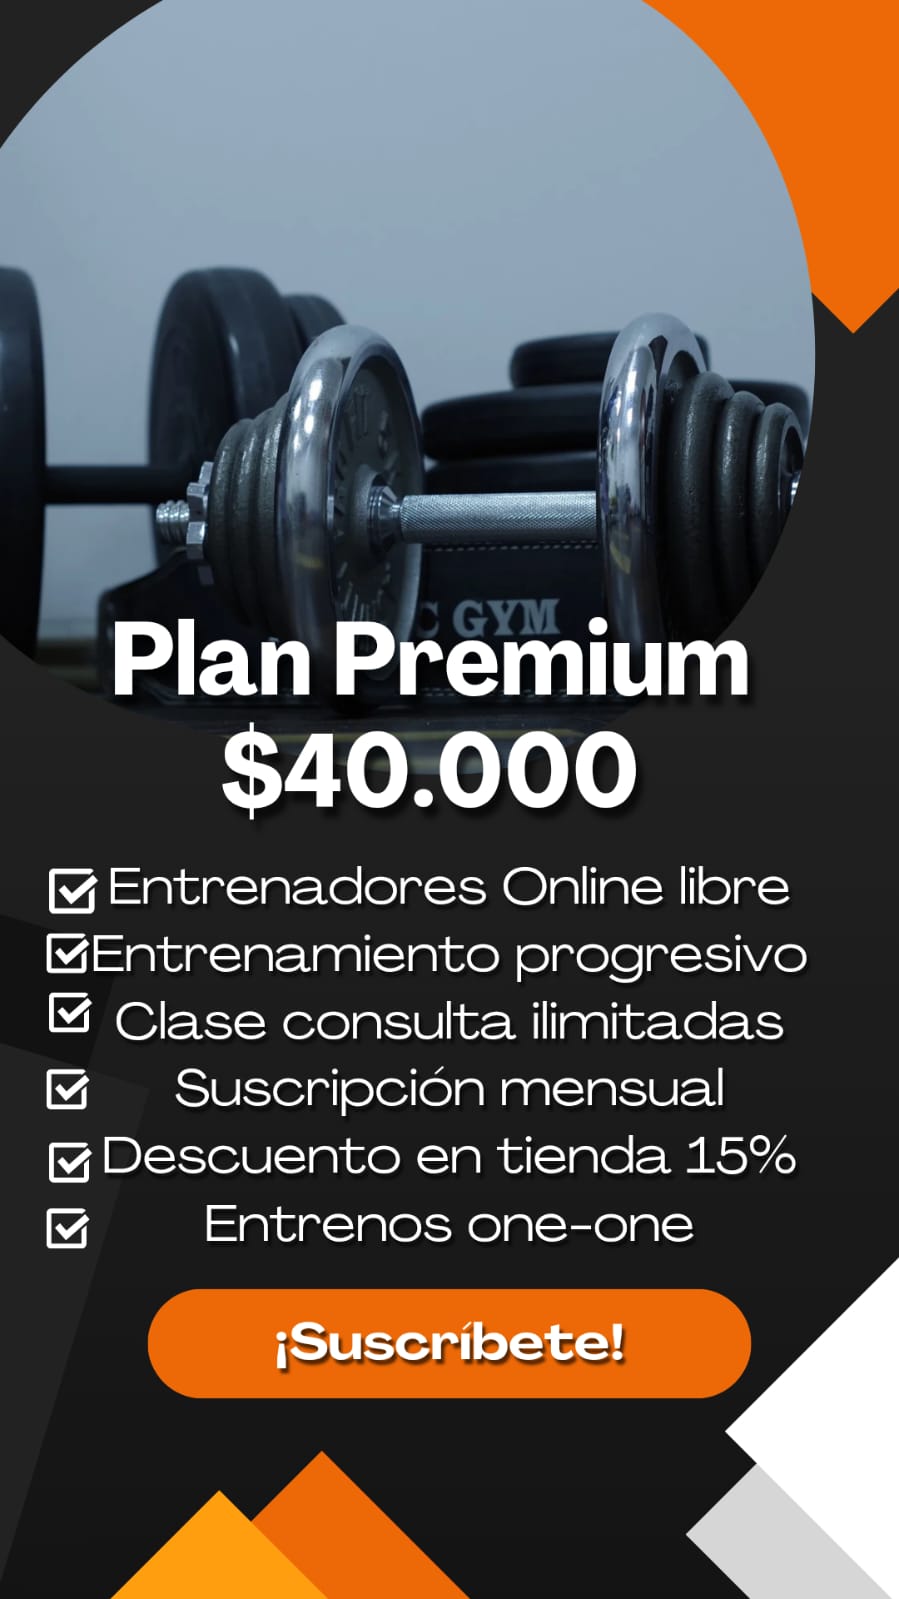 C GYM
Plan Premium
$40.000
Entrenadores Online libre
Entrenamiento progresivo
Clase consulta ilimitadas
Suscripción mensual
Descuento en tienda 15%
Entrenos one-one
¡Suscríbete!